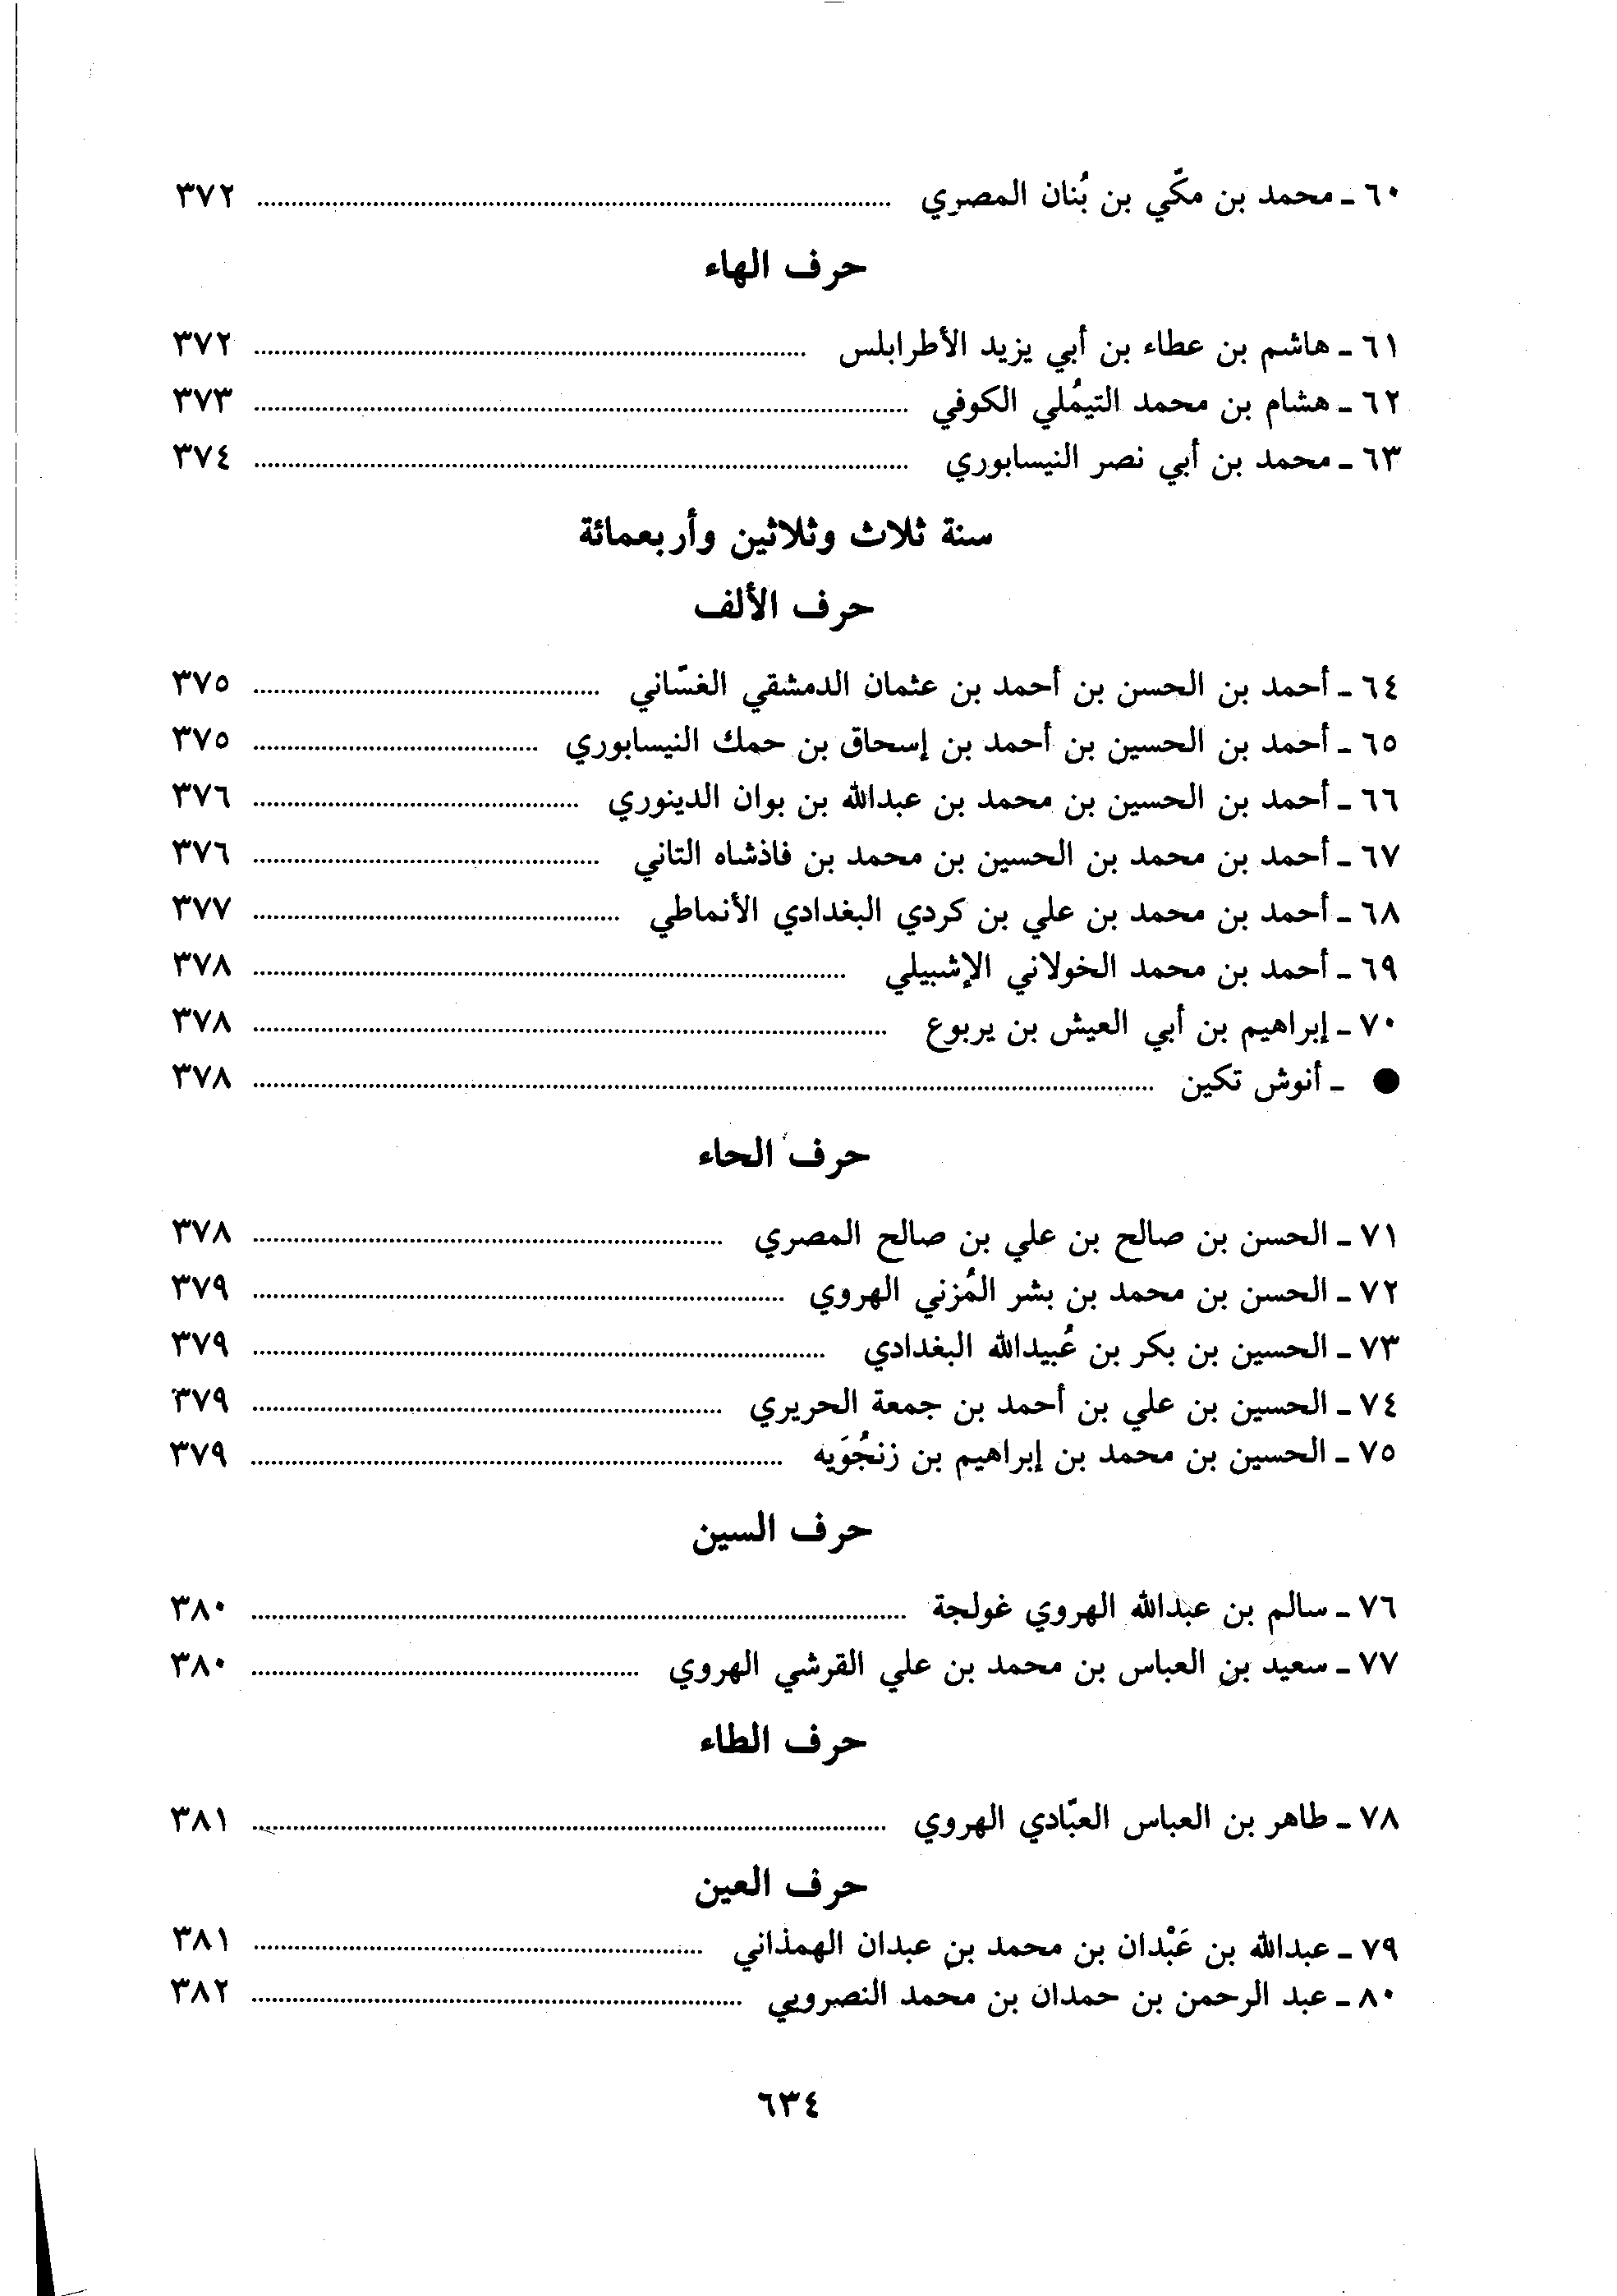 ٦٠ ـ محمد بن مكّي بن بُنان المصري ........ ٣٧٢
حرف الهاء
٦١ ـ هاشم بن عطاء بن أبي يزيد الأطرابلس ........ ٣٧٢
٦٢ ـ هشام بن محمد التيمُلي الكوفي ........ ٣٧٣
٦٣ ـ محمد بن أبي نصر النيسابوري ........ ٣٧٤
سنة ثلاث وثلاثين وأربعمائة
حرف الألف
٦٤ ـ أحمد بن الحسن بن أحمد بن عثمان الدمشقي الغسّاني ........ ٣٧٥
٦٥ ـ أحمد بن الحسين بن أحمد بن إسحاق بن حمك النيسابوري ........ ٣٧٥
٦٦ ـ أحمد بن الحسين بن محمد بن عبدالله بن بوان الدينوري ........ ٣٧٦
٦٧ ـ أحمد بن محمد بن الحسين بن محمد بن فاذشاه التاني ........ ٣٧٦
٦٨ ـ أحمد بن محمد بن علي بن كردي البغدادي الأنماطي ........ ٣٧٧
٦٩ ـ أحمد بن محمد الخولاني الإشبيلي ........ ٣٧٨
٧٠ ـ إبراهيم بن أبي العيش بن يربوع ........ ٣٧٨
● ـ أنوش تكين ........ ٣٧٨
حرف الحاء
٧١ ـ الحسن بن صالح بن علي بن صالح المصري ........ ٣٧٨
٧٢ ـ الحسن بن محمد بن بشر المُزني الهروي ........ ٣٧٩
٧٣ ـ الحسين بن بكر بن عُبيدالله البغدادي ........ ٣٧٩
٧٤ ـ الحسين بن علي بن أحمد بن جمعة الحريري ........ ٣٧٩
٧٥ ـ الحسين بن محمد بن إبراهيم بن زنجُوَيه ........ ٣٧٩
حرف السين
٧٦ ـ سالم بن عبدالله الهروي غولجة ........ ٣٨٠
٧٧ ـ سعيد بن العباس بن محمد بن علي القرشي الهروي ........ ٣٨٠
حرف الطاء
٧٨ ـ طاهر بن العباس العبّادي الهروي ........ ٣٨١
حرف العين
٧٩ ـ عبدالله بن عَبْدان بن محمد بن عبدان الهمذاني ........ ٣٨١
٨٠ ـ عبد الرحمن بن حمدان بن محمد النصرويي ........ ٣٨٢
٦٣٤